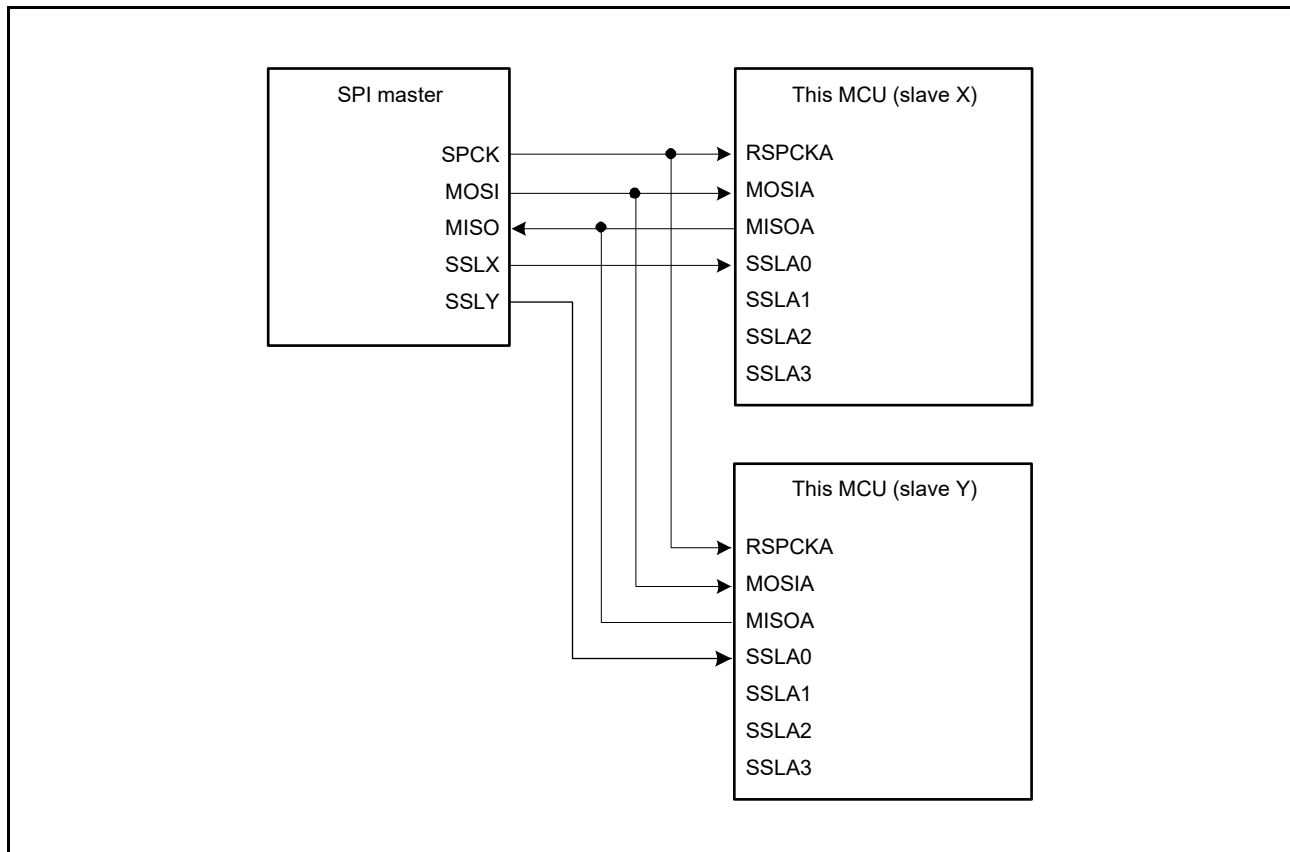 SPI master
SPCK
MOSI
MISO
SSLX
SSLY
This MCU (slave X)
RSPCKA
MOSIA
MISOA
SSLA0
SSLA1
SSLA2
SSLA3
This MCU (slave Y)
RSPCKA
MOSIA
MISOA
SSLA0
SSLA1
SSLA2
SSLA3